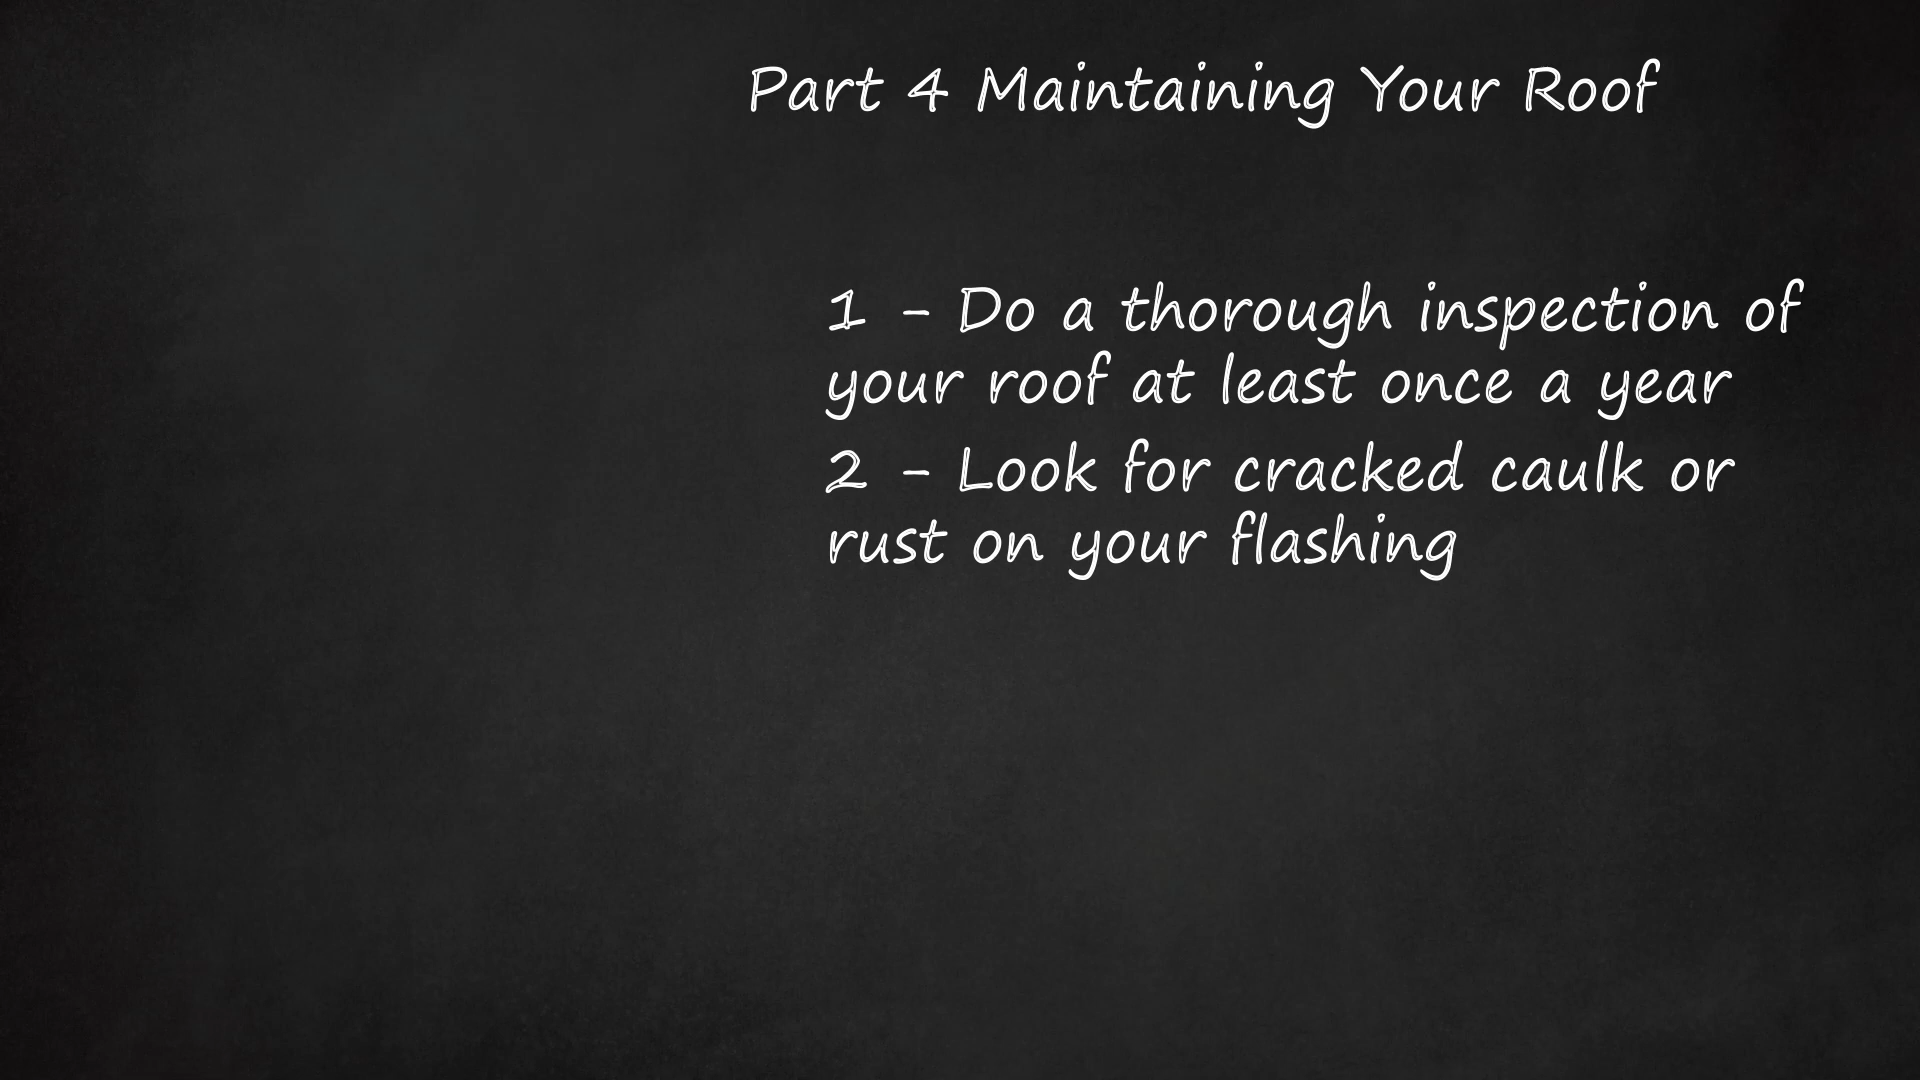 Part 4 Maintaining Your Roof
1 - Do a thorough inspection of
your roof at least once a year
2 - Look for cracked caulk or
rust on your flashing